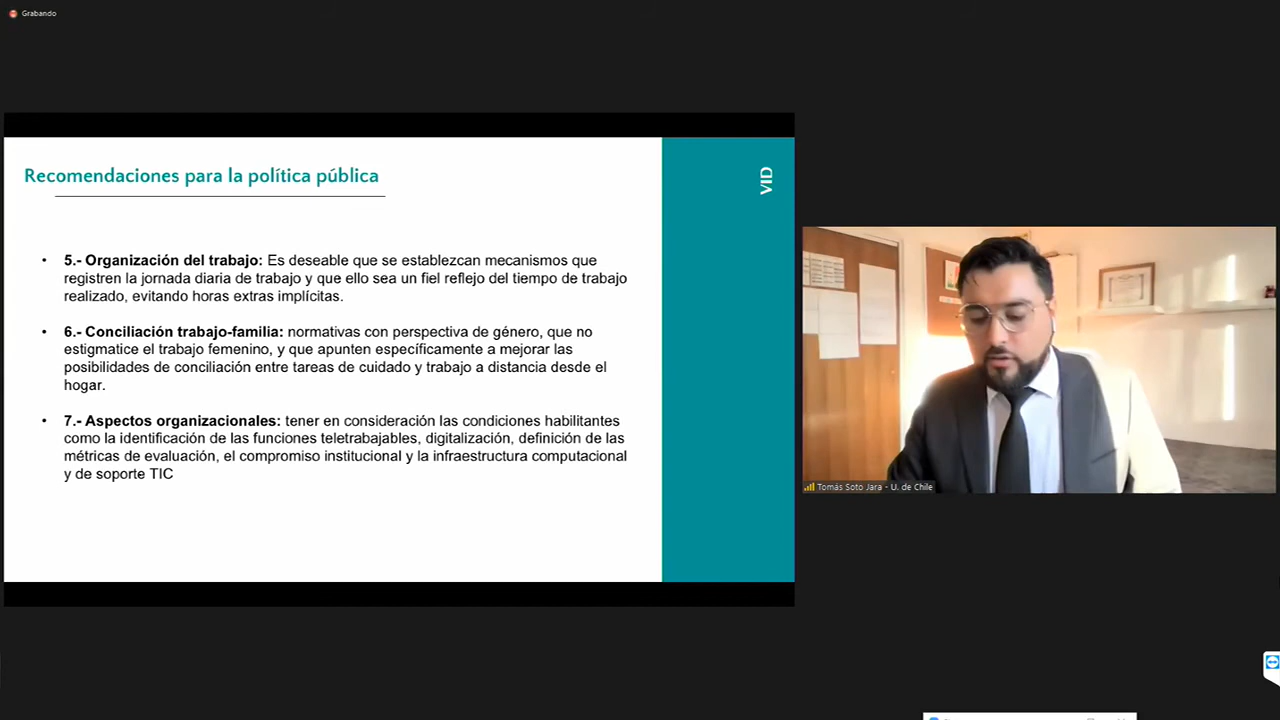 Grabando
Recomendaciones para la política pública
VID
• 5.- Organización del trabajo: Es deseable que se establezcan mecanismos que
registren la jornada diaria de trabajo y que ello sea un fiel reflejo del tiempo de trabajo
realizado, evitando horas extras implícitas.
• 6.- Conciliación trabajo-familia: normativas con perspectiva de género, que no
estigmatice el trabajo femenino, y que apunten específicamente a mejorar las
posibilidades de conciliación entre tareas de cuidado y trabajo a distancia desde el
hogar.
• 7.- Aspectos organizacionales: tener en consideración las condiciones habilitantes
como la identificación de las funciones teletrabajables, digitalización, definición de las
métricas de evaluación, el compromiso institucional y la infraestructura computacional
y de soporte TIC
Tomás Soto Jara - U. de Chile